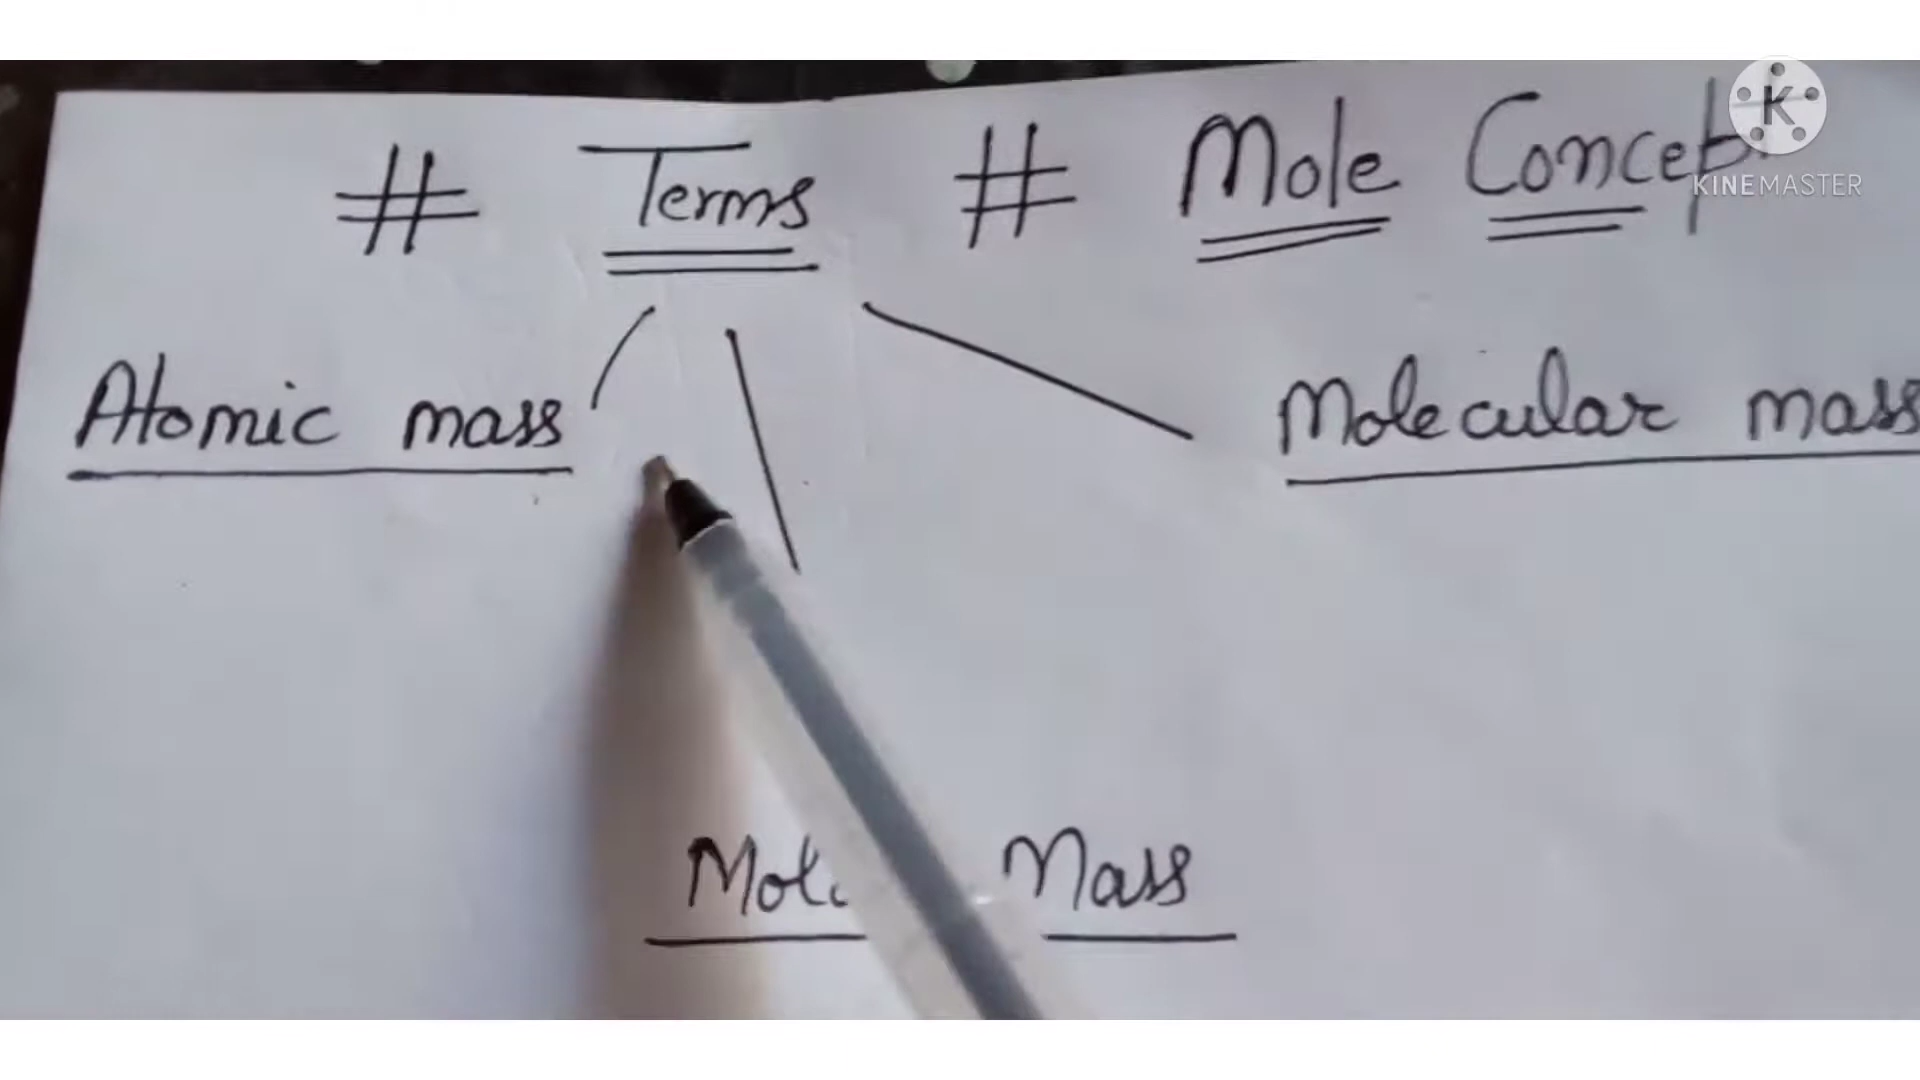 # Terms # Mole Concept
K
KINEMASTER
Atomic mass
Molecular mass
Mass